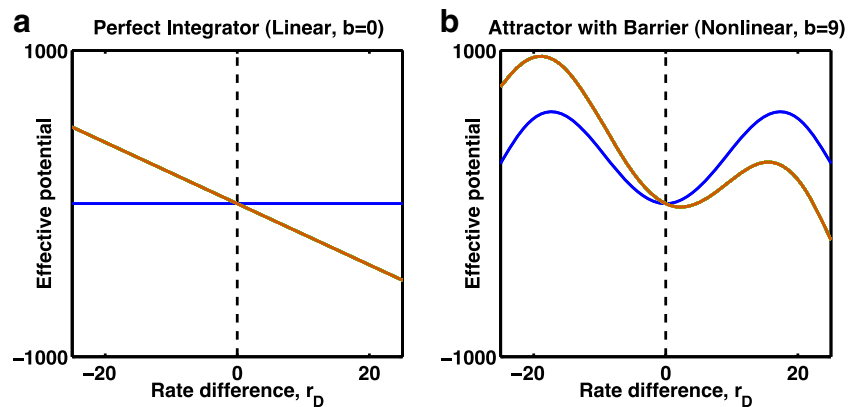 a Perfect Integrator (Linear, b=0)
1000
Effective potential
−1000
−20 0 20
Rate difference, r_D
b Attractor with Barrier (Nonlinear, b=9)
1000
Effective potential
−1000
−20 0 20
Rate difference, r_D